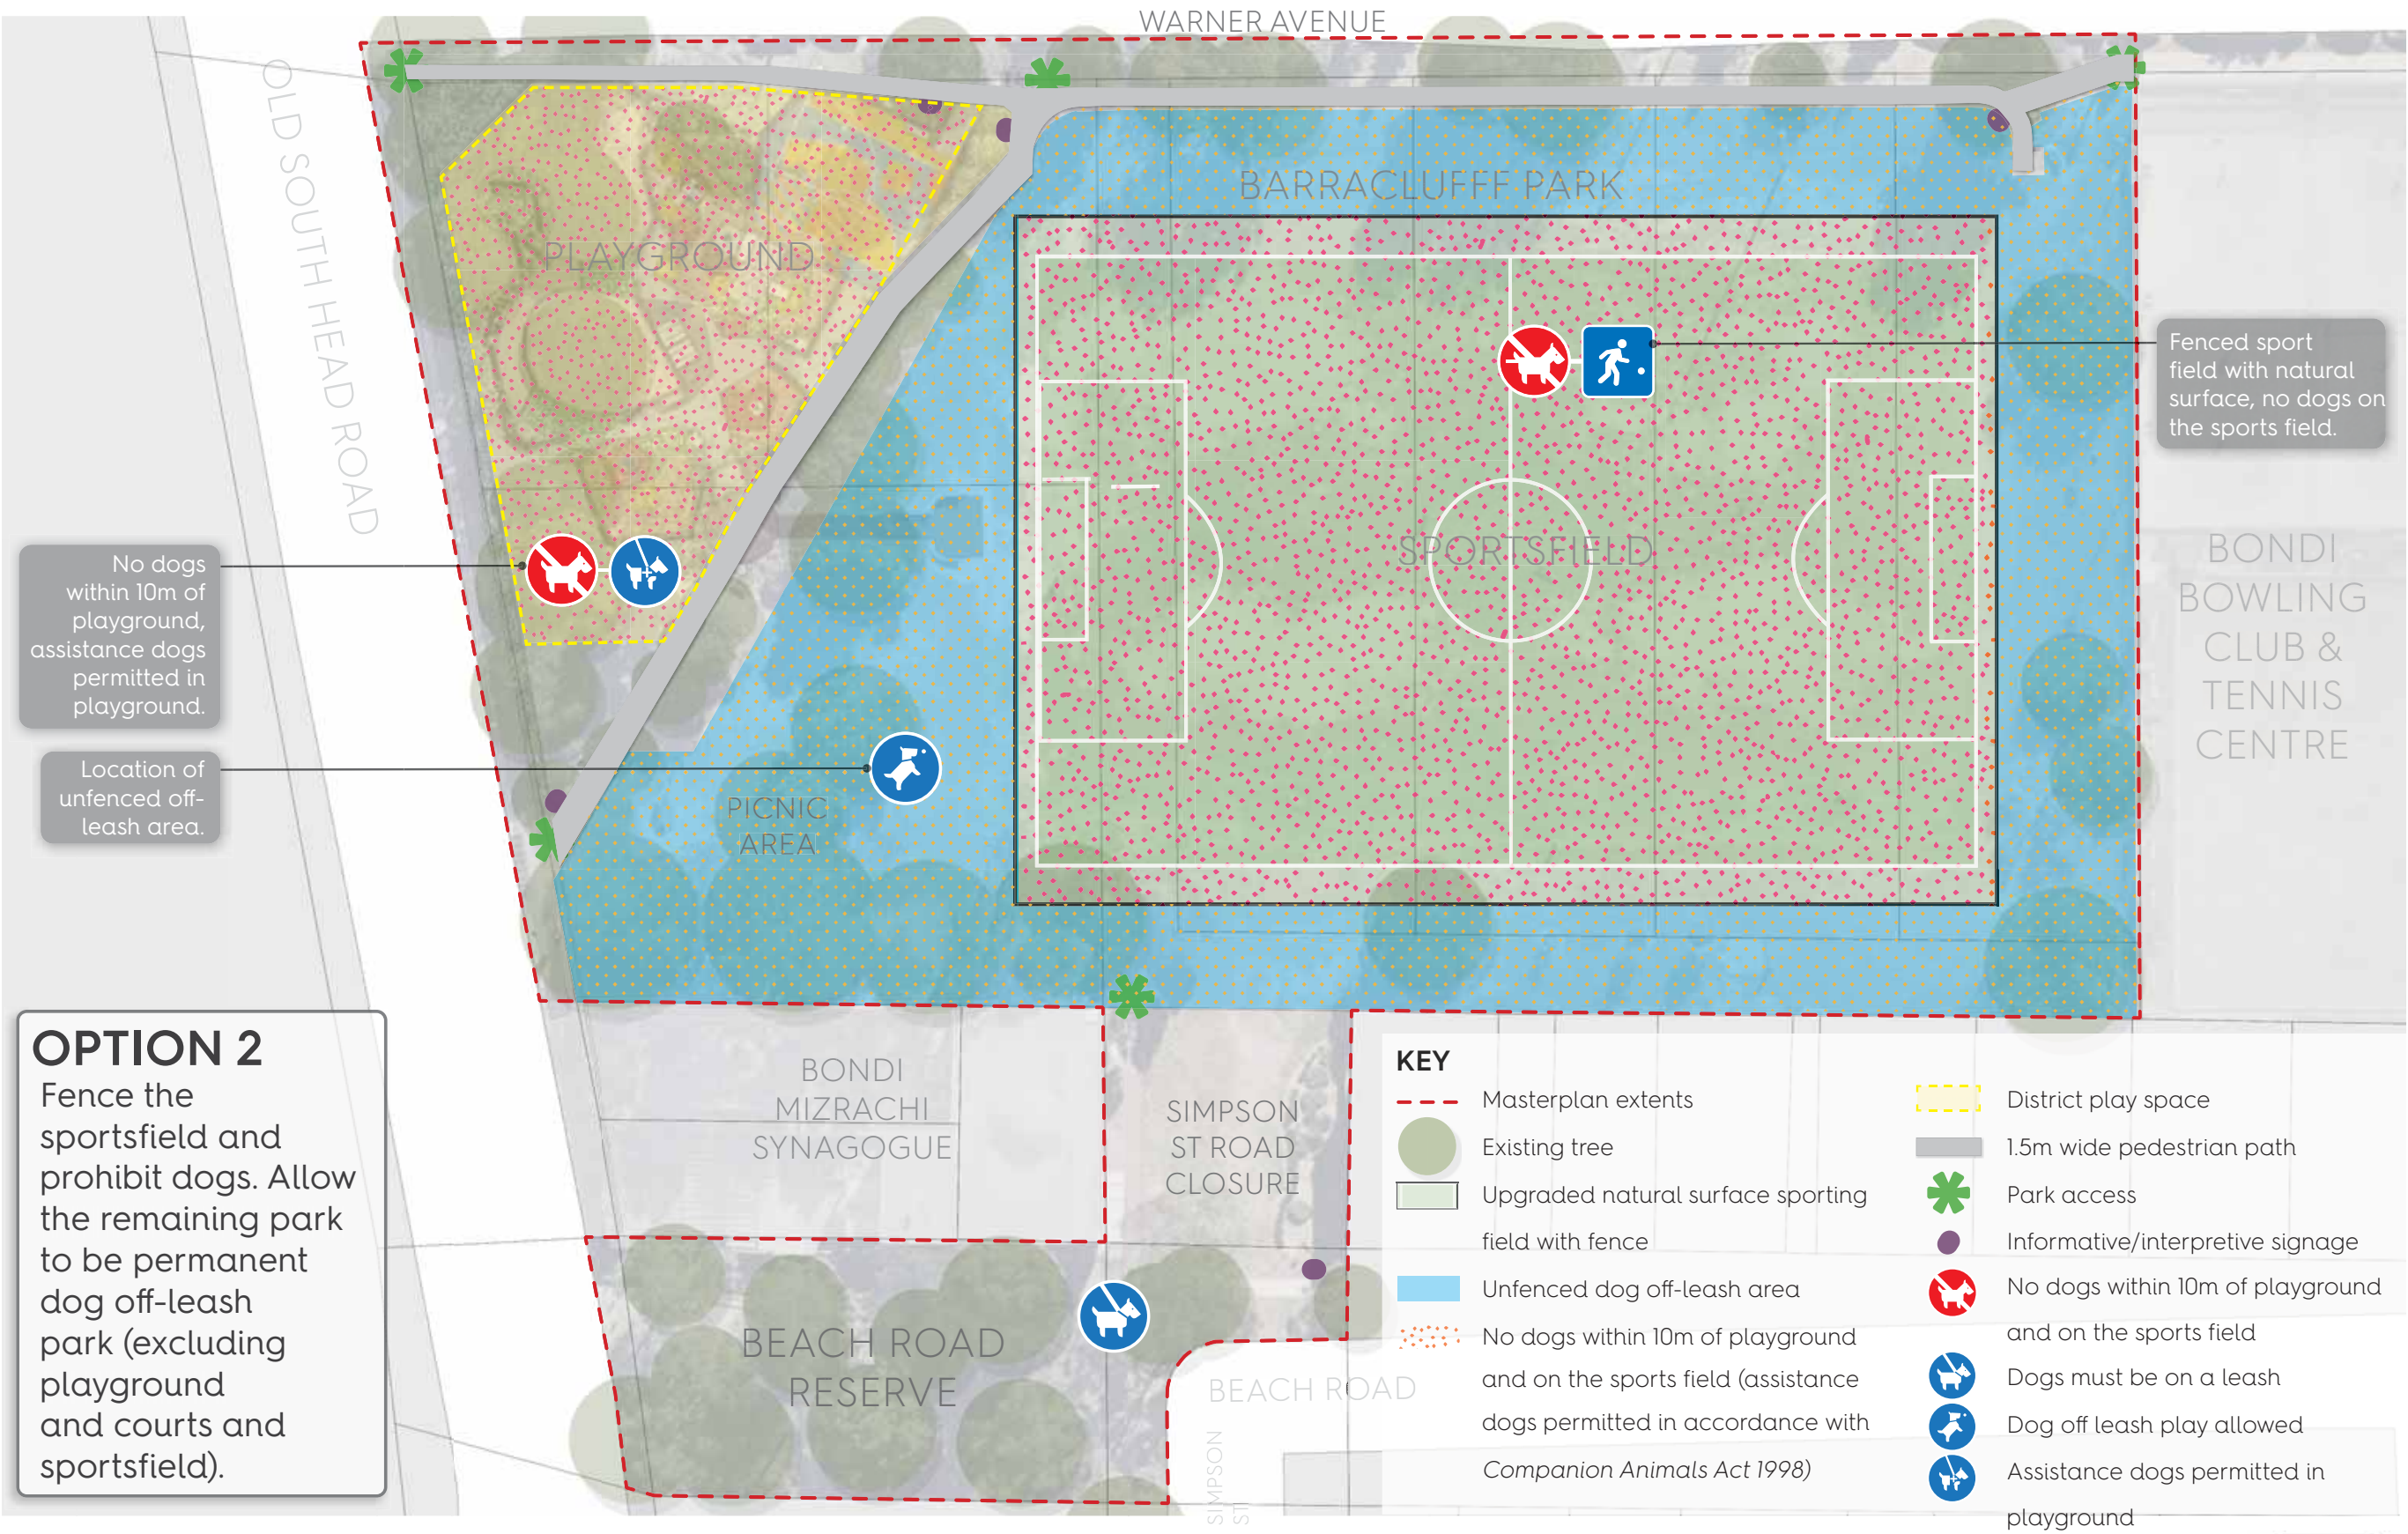 WARNER AVENUE
OLD SOUTH HEAD ROAD
BARRACLUFFF PARK
PLAYGROUND
SPORTSFIELD
Fenced sport
field with natural
surface, no dogs on
the sports field.
BONDI
BOWLING
CLUB &
TENNIS
CENTRE
No dogs
within 10m of
playground,
assistance dogs
permitted in
playground.
Location of
unfenced off-
leash area.
PICNIC
AREA
OPTION 2
Fence the
sportsfield and
prohibit dogs. Allow
the remaining park
to be permanent
dog off-leash
park (excluding
playground
and courts and
sportsfield).
BONDI
MIZRACHI
SYNAGOGUE
SIMPSON
ST ROAD
CLOSURE
BEACH ROAD
RESERVE
BEACH ROAD
SIMPSON
ST
KEY
Masterplan extents
Existing tree
Upgraded natural surface sporting
field with fence
Unfenced dog off-leash area
No dogs within 10m of playground
and on the sports field (assistance
dogs permitted in accordance with
Companion Animals Act 1998)
District play space
1.5m wide pedestrian path
Park access
Informative/interpretive signage
No dogs within 10m of playground
and on the sports field
Dogs must be on a leash
Dog off leash play allowed
Assistance dogs permitted in
playground